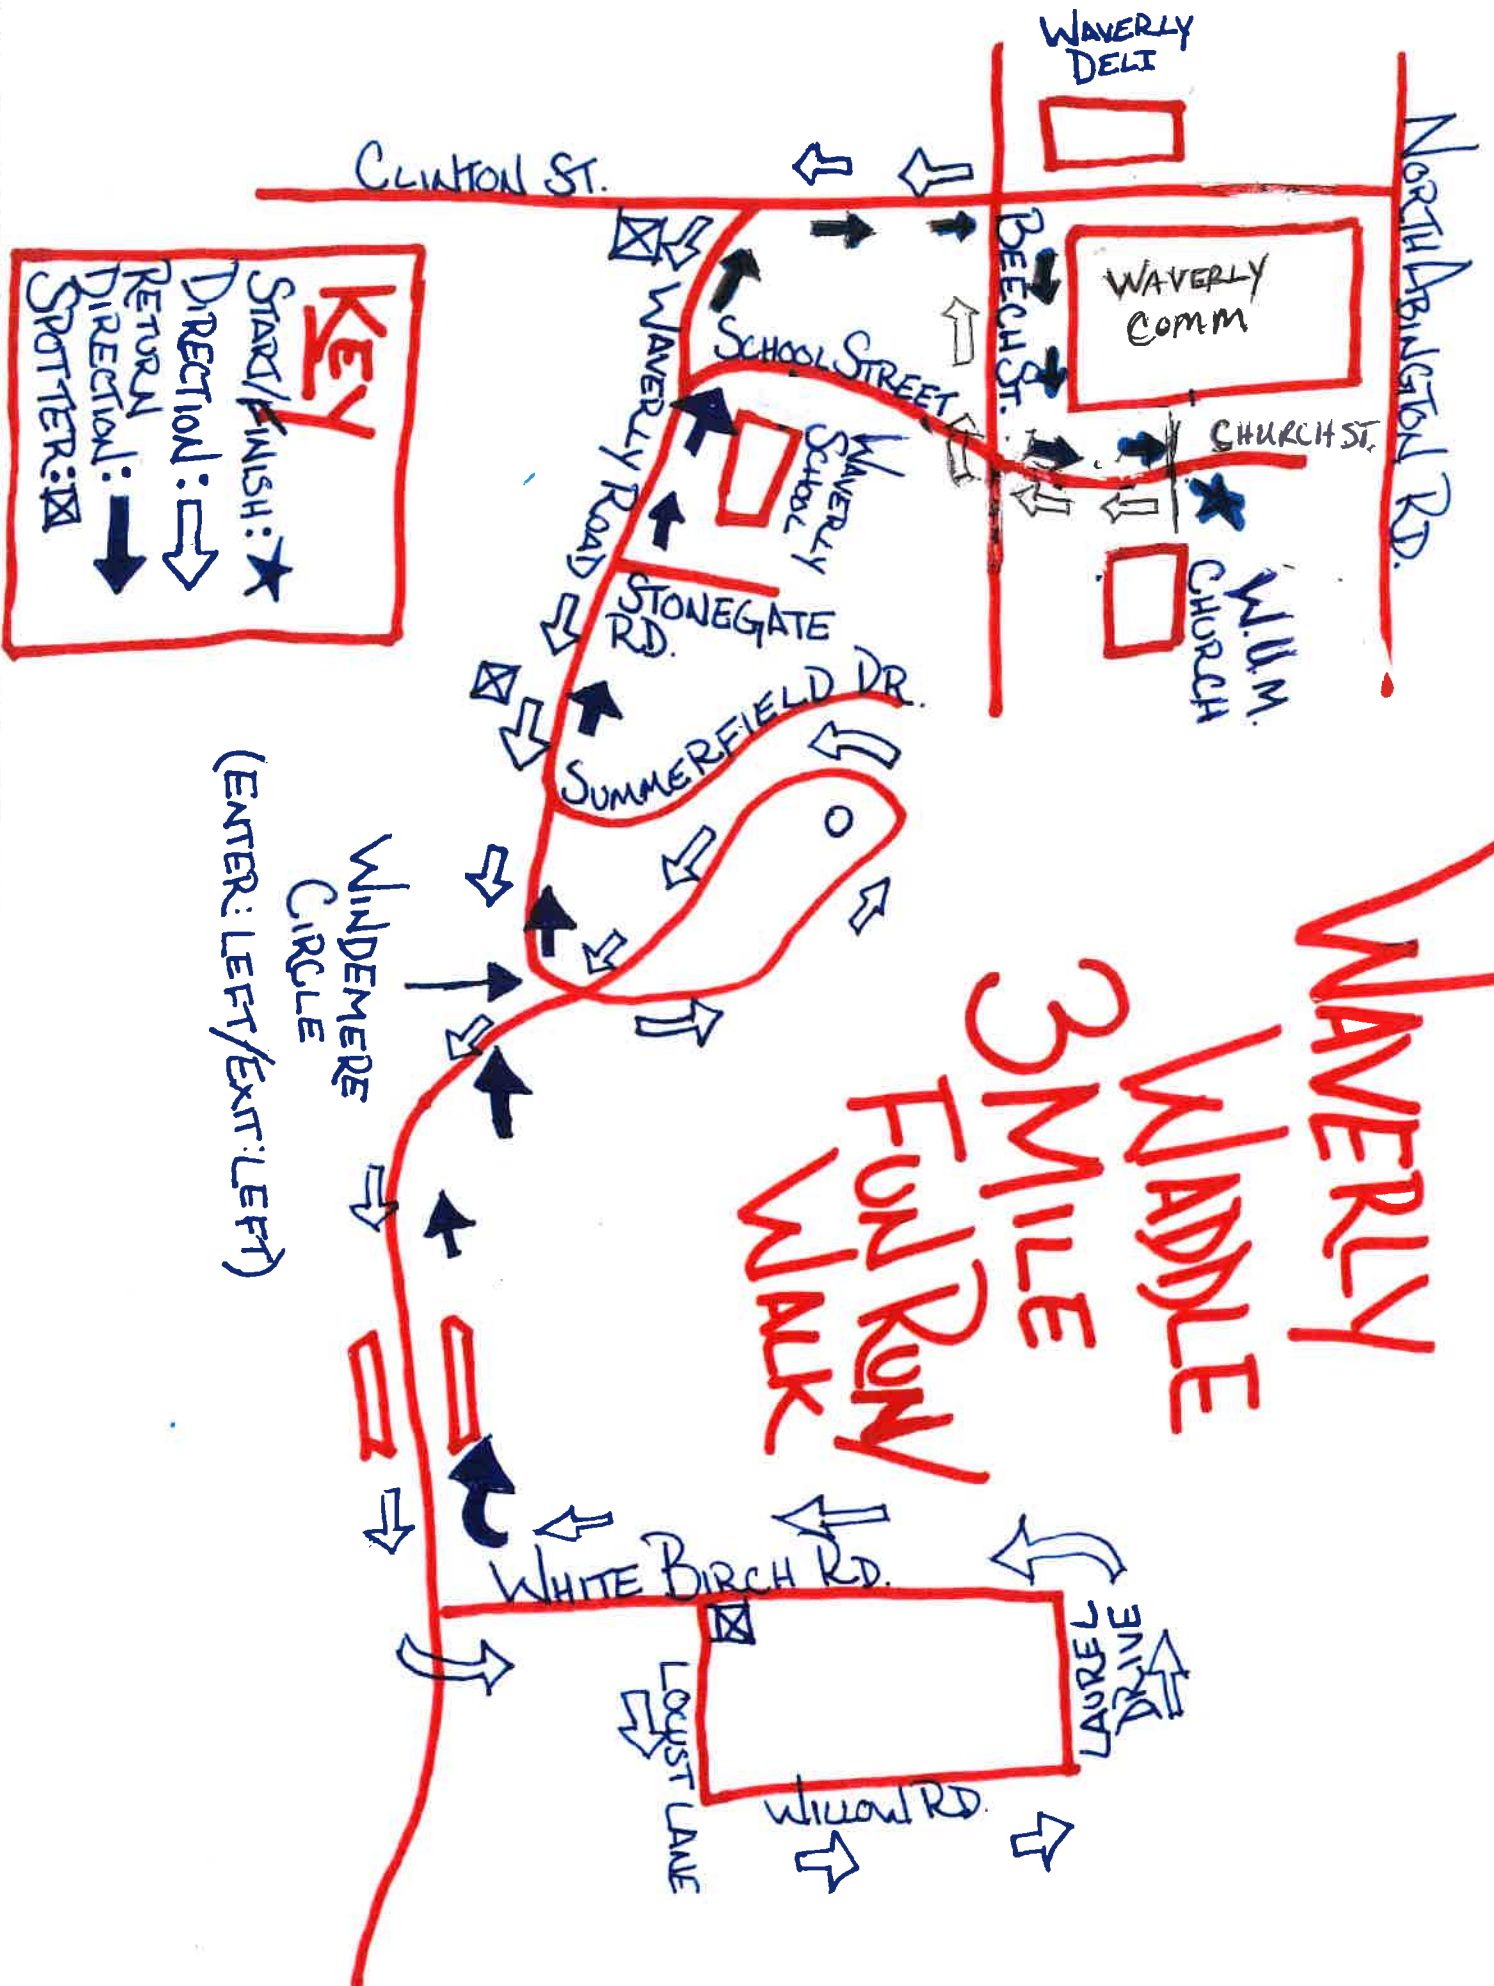 WAVERLY
WADDLE
3 MILE
FUN RUN/
WALK
NORTH ABINGTON RD.
WAVERLY
DELI
WAVERLY
COMM
CHURCH ST.
W.U.M.
CHURCH
BEECH ST.
CLINTON ST.
SCHOOL STREET
WAVERLY
SCHOOL
WAVERLY ROAD
STONEGATE
RD.
SUMMERFIELD DR.
WINDEMERE
CIRCLE
(ENTER: LEFT/EXIT: LEFT)
WHITE BIRCH RD.
LAUREL
DRIVE
LOCUST LANE
WILLOW RD.
KEY
START/FINISH:
DIRECTION:
RETURN
DIRECTION:
SPOTTER: